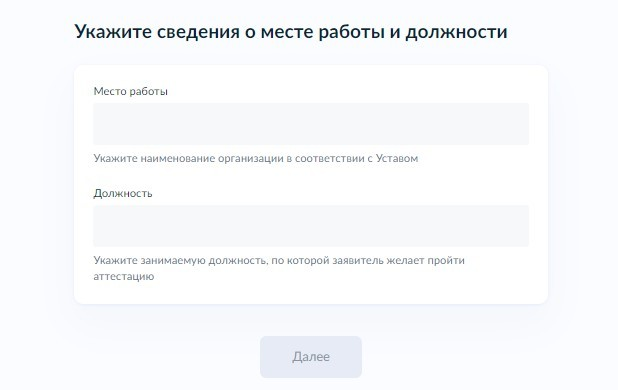 Укажите сведения о месте работы и должности
Место работы
Укажите наименование организации в соответствии с Уставом
Должность
Укажите занимаемую должность, по которой заявитель желает пройти
аттестацию
Далее